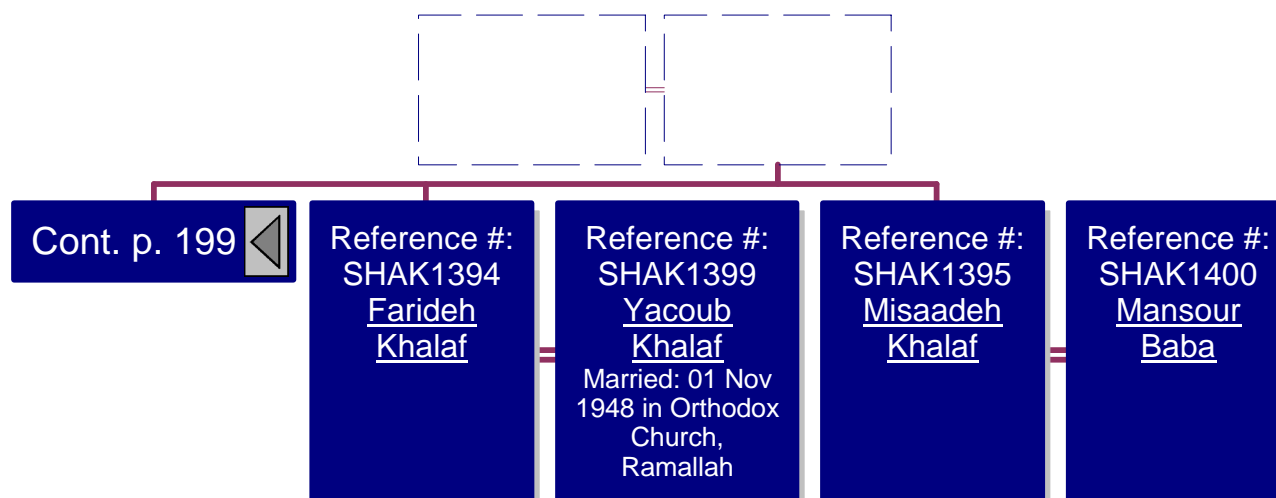 Cont. p. 199
Reference #:
SHAK1394
Farideh
Khalaf
Reference #:
SHAK1399
Yacoub
Khalaf
Married: 01 Nov
1948 in Orthodox
Church,
Ramallah
Reference #:
SHAK1395
Misaadeh
Khalaf
Reference #:
SHAK1400
Mansour
Baba